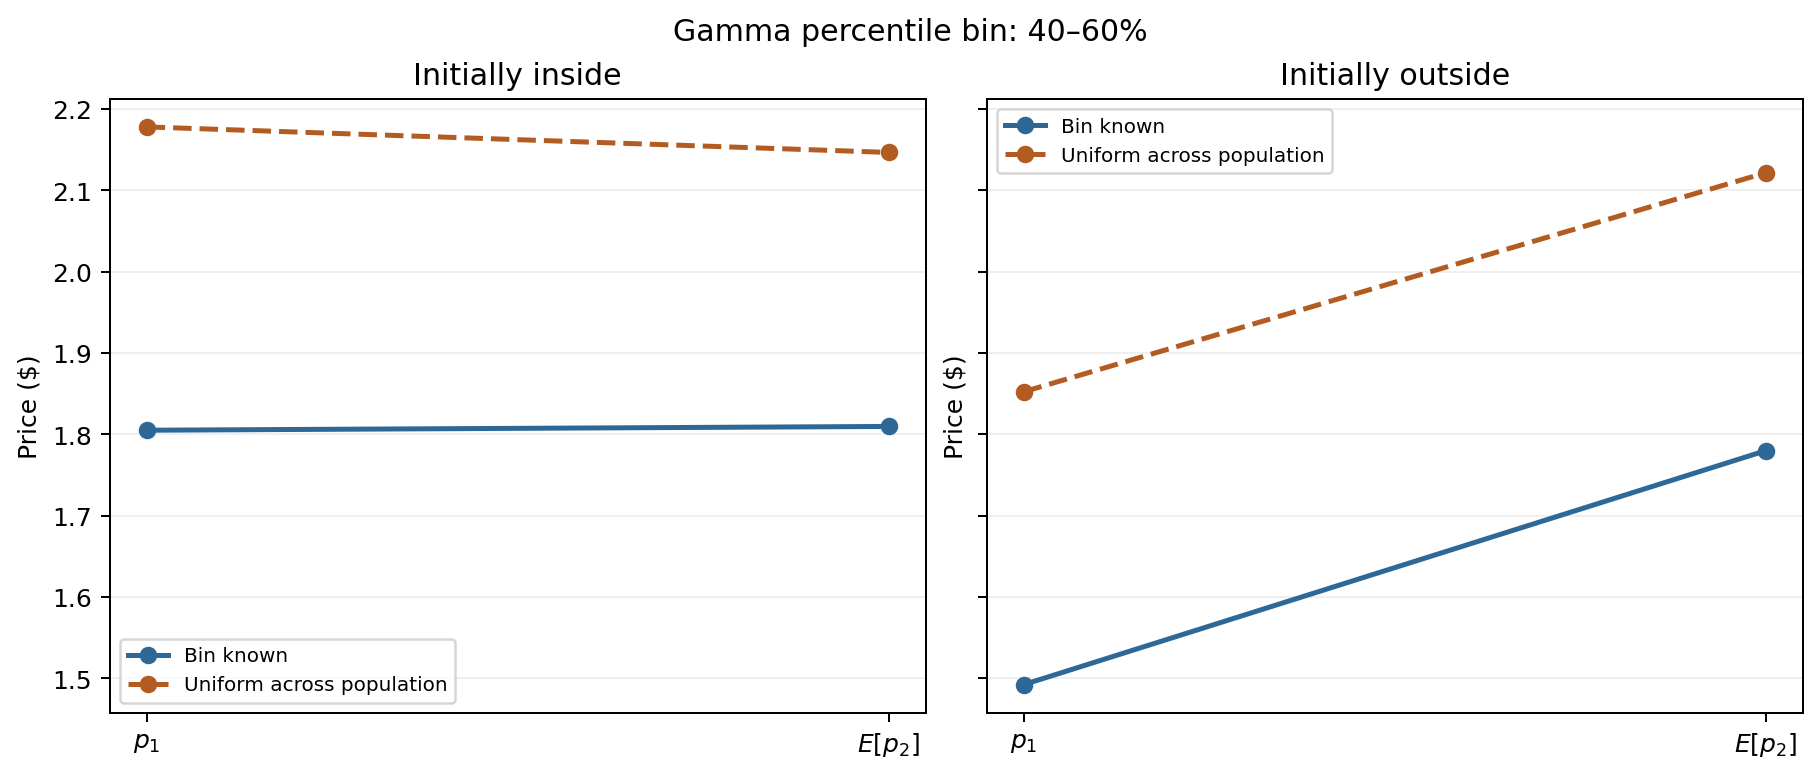 Gamma percentile bin: 40–60%
Initially inside
Price ($)
2.2
2.1
2.0
1.9
1.8
1.7
1.6
1.5
Bin known
Uniform across population
p₁
E[p₂]
Initially outside
Price ($)
Bin known
Uniform across population
p₁
E[p₂]